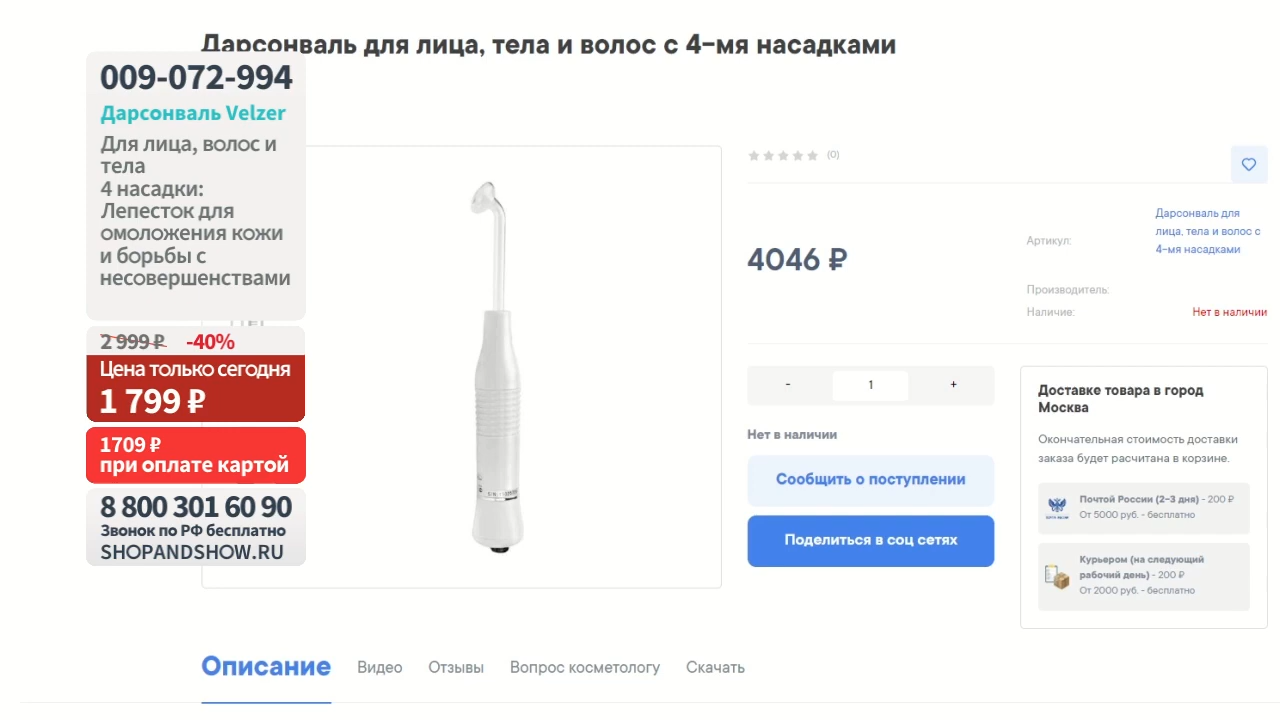 Дарсонваль для лица, тела и волос с 4-мя насадками
009-072-994
Дарсонваль Velzer
Для лица, волос и
тела
4 насадки:
Лепесток для
омоложения кожи
и борьбы с
несовершенствами
2 999 ₽ -40%
Цена только сегодня
1 799 ₽
1709 ₽
при оплате картой
8 800 301 60 90
Звонок по РФ бесплатно
SHOPANDSHOW.RU
(0)
4046 ₽
Артикул:
Дарсонваль для
лица, тела и волос с
4-мя насадками
Производитель:
Наличие: Нет в наличии
- 1 +
Нет в наличии
Сообщить о поступлении
Поделиться в соц сетях
Доставке товара в город
Москва
Окончательная стоимость доставки
заказа будет расчитана в корзине.
Почтой России (2-3 дня) - 200 ₽
От 5000 руб. - бесплатно
Курьером (на следующий
рабочий день) - 200 ₽
От 2000 руб. - бесплатно
Описание Видео Отзывы Вопрос косметологу Скачать